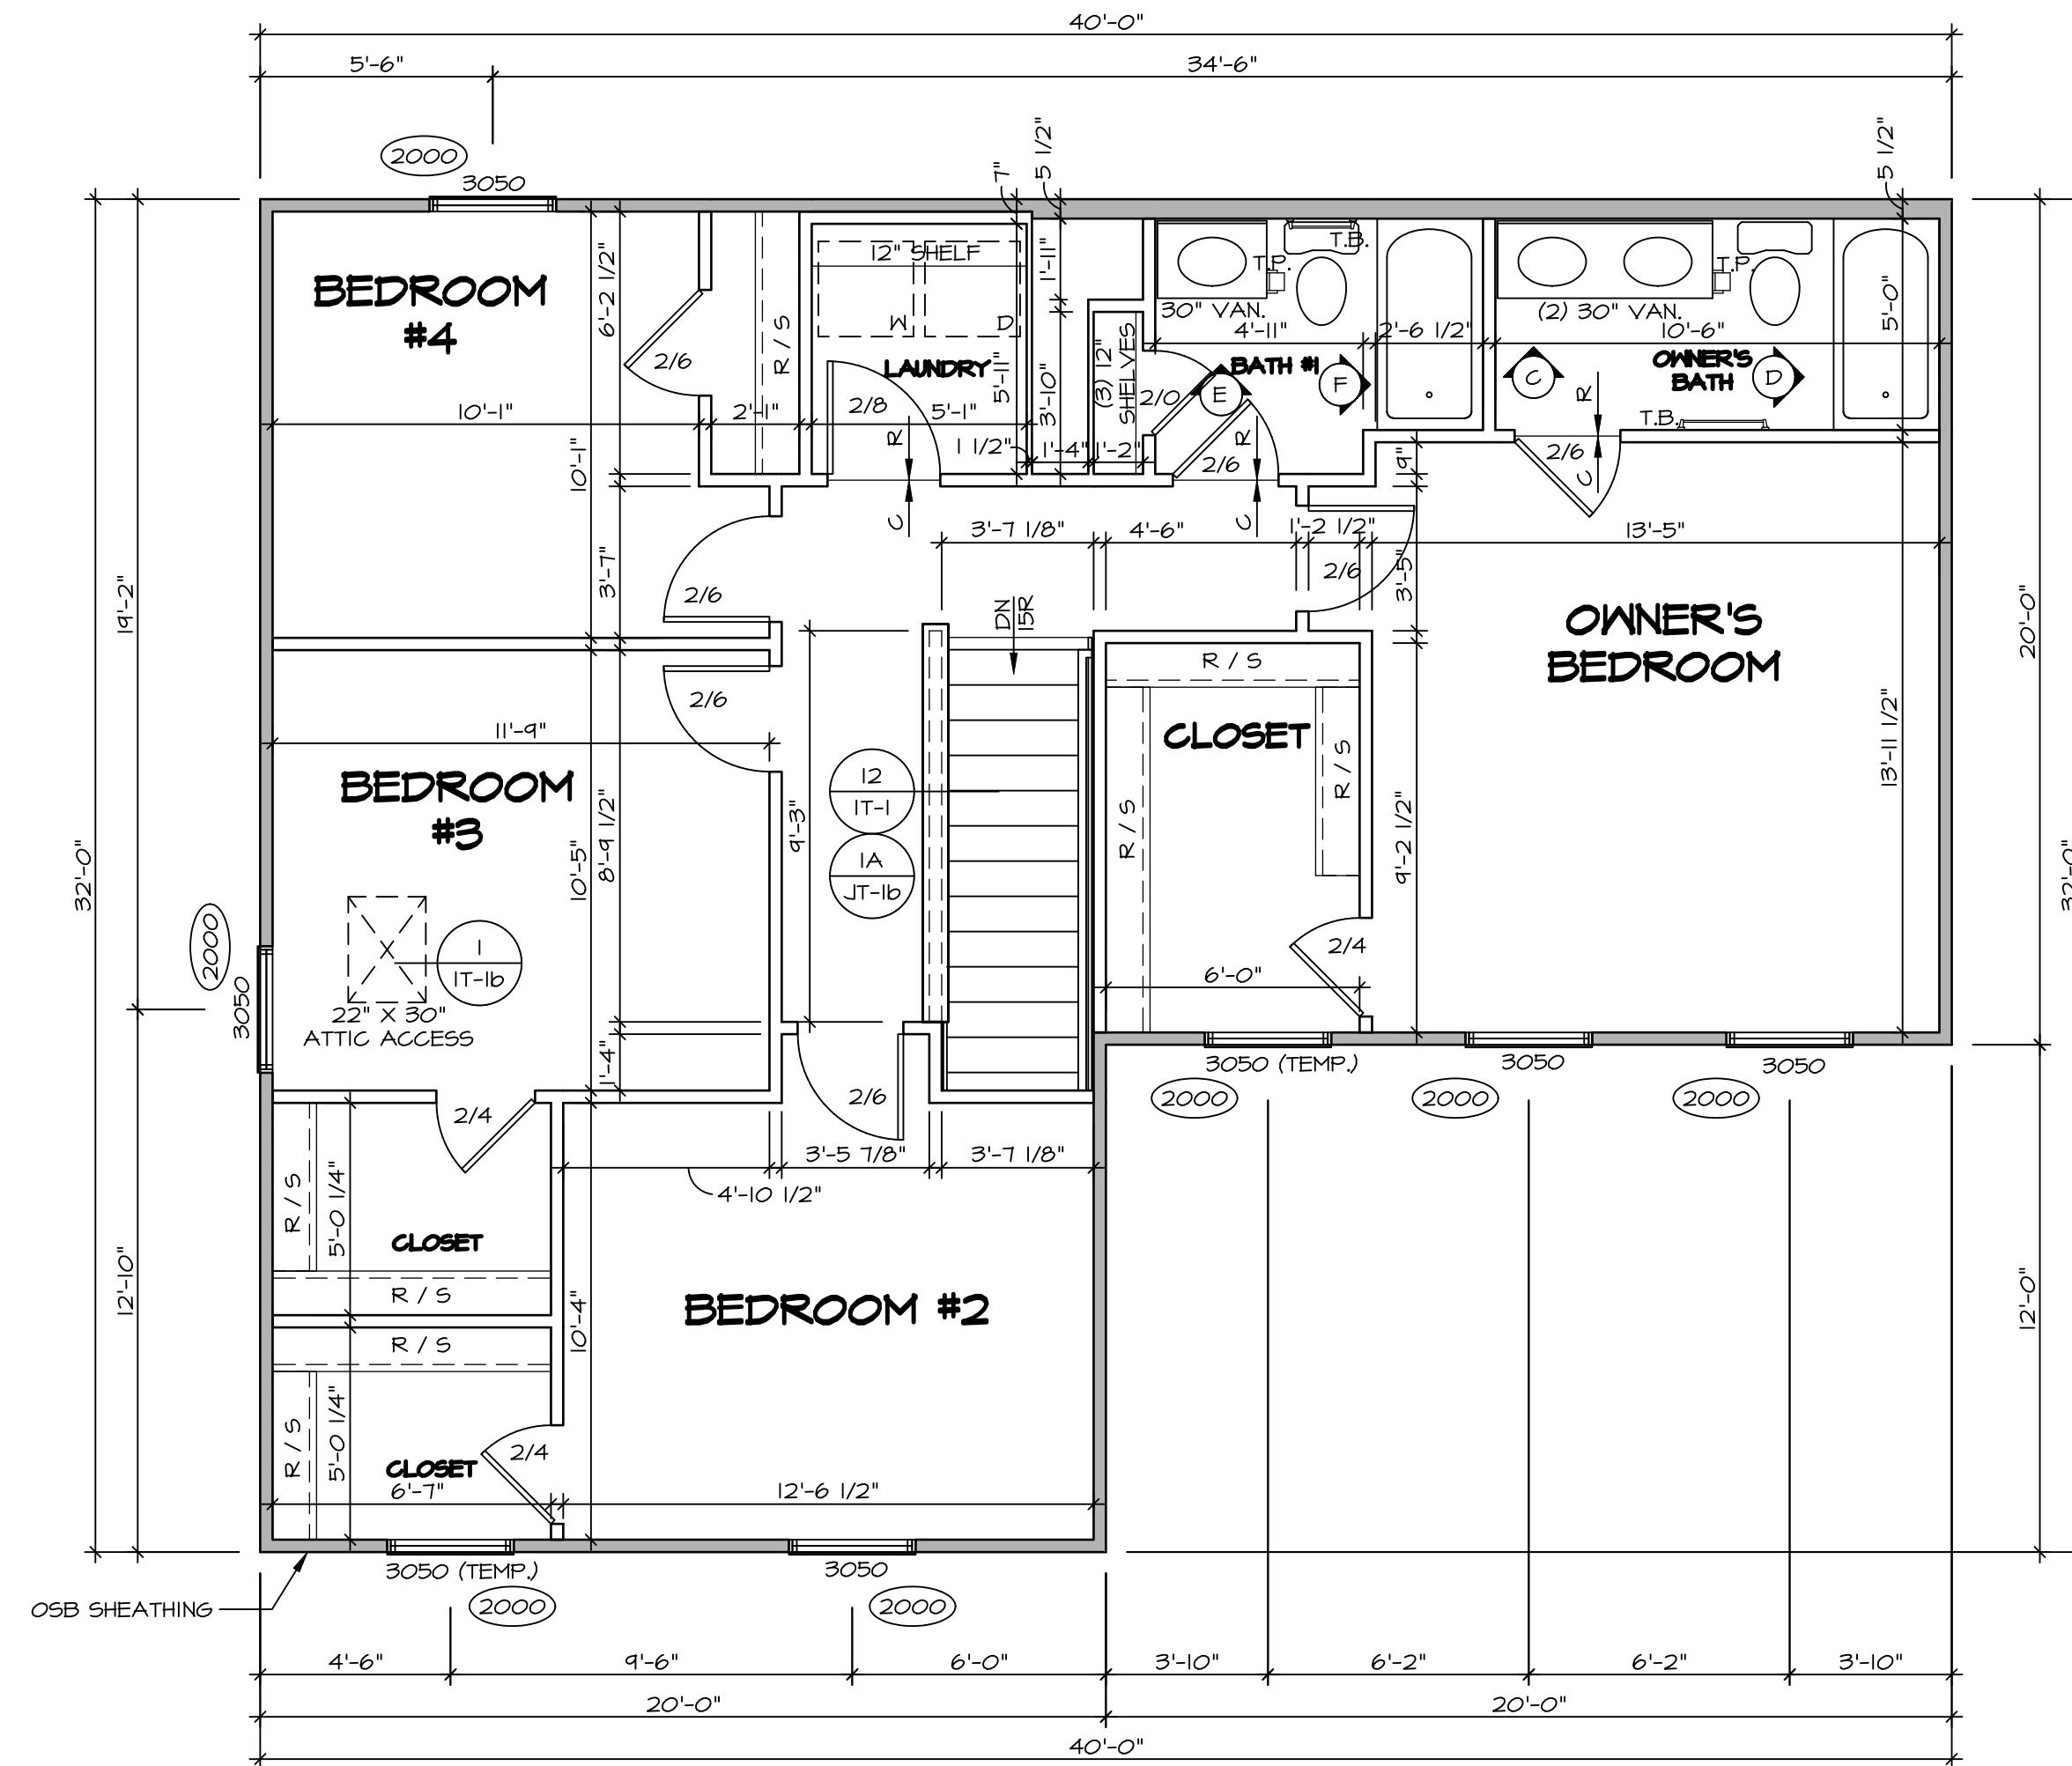 40'-0"
5'-6"
34'-6"
2000
3050
7"
5 1/2"
5 1/2"
BEDROOM
#4
6'-2 1/2"
2/6
R / S
12" SHELF
W
D
LAUNDRY
5'-11"
1'-11"
3'-10"
(3) 12"
SHELVES
30" VAN.
T.P.
T.B.
4'-11"
2'-6 1/2"
BATH #1
E
F
2/0
(2) 30" VAN.
T.P.
10'-6"
5'-0"
OWNER'S
BATH
C
D
T.B.
R
C
2/6
10'-1"
2'-1"
2/8
5'-1"
R
C
1 1/2"
1'-4"
1'-2"
2/6
R
C
9"
10'-1"
3'-7"
2/6
3'-7 1/8"
4'-6"
1'-2 1/2"
13'-5"
2/6
3'-5"
DN
15R
19'-2"
20'-0"
OWNER'S
BEDROOM
R / S
CLOSET
R / S
R / S
2/6
11'-9"
BEDROOM
#3
10'-5"
8'-9 1/2"
9'-3"
12
1T-1
1A
JT-1b
13'-11 1/2"
9'-2 1/2"
32'-0"
32'-0"
2000
3050
1
1T-1b
22" X 30"
ATTIC ACCESS
X
6'-0"
2/4
1'-4"
2/6
3050 (TEMP.)
3050
3050
2000
2000
2000
2/4
3'-5 7/8"
3'-7 1/8"
4'-10 1/2"
R / S
5'-0 1/4"
CLOSET
R / S
12'-10"
12'-0"
10'-4"
BEDROOM #2
R / S
R / S
5'-0 1/4"
2/4
CLOSET
6'-7"
12'-6 1/2"
3050 (TEMP.)
3050
OSB SHEATHING
2000
2000
4'-6"
9'-6"
6'-0"
3'-10"
6'-2"
6'-2"
3'-10"
20'-0"
20'-0"
40'-0"